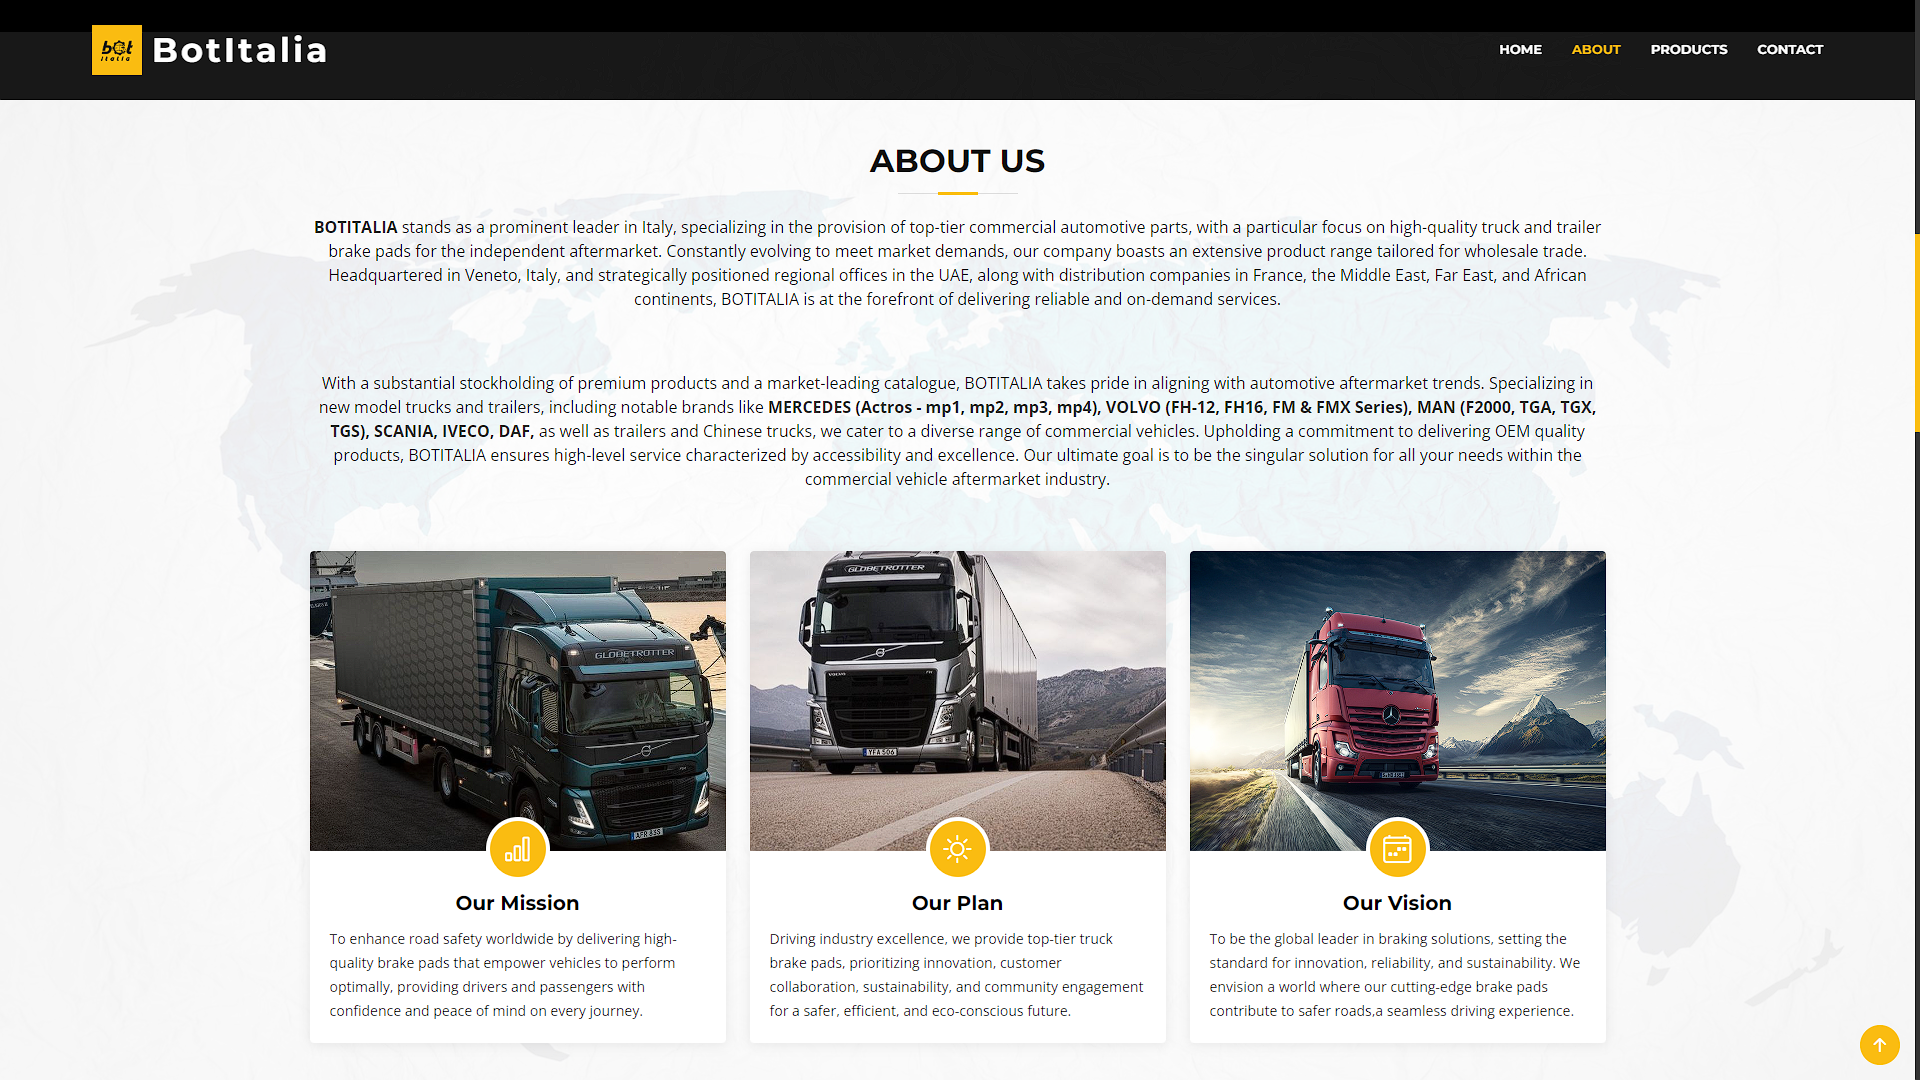 bot
italia
BotItalia
HOME
ABOUT
PRODUCTS
CONTACT
ABOUT US
BOTITALIA stands as a prominent leader in Italy, specializing in the provision of top-tier commercial automotive parts, with a particular focus on high-quality truck and trailer
brake pads for the independent aftermarket. Constantly evolving to meet market demands, our company boasts an extensive product range tailored for wholesale trade.
Headquartered in Veneto, Italy, and strategically positioned regional offices in the UAE, along with distribution companies in France, the Middle East, Far East, and African
continents, BOTITALIA is at the forefront of delivering reliable and on-demand services.
With a substantial stockholding of premium products and a market-leading catalogue, BOTITALIA takes pride in aligning with automotive aftermarket trends. Specializing in
new model trucks and trailers, including notable brands like MERCEDES (Actros - mp1, mp2, mp3, mp4), VOLVO (FH-12, FH16, FM & FMX Series), MAN (F2000, TGA, TGX,
TGS), SCANIA, IVECO, DAF, as well as trailers and Chinese trucks, we cater to a diverse range of commercial vehicles. Upholding a commitment to delivering OEM quality
products, BOTITALIA ensures high-level service characterized by accessibility and excellence. Our ultimate goal is to be the singular solution for all your needs within the
commercial vehicle aftermarket industry.
GLOBETROTTER
GLOBETROTTER
VOLVO
YFA 506
Our Mission
To enhance road safety worldwide by delivering high-
quality brake pads that empower vehicles to perform
optimally, providing drivers and passengers with
confidence and peace of mind on every journey.
Our Plan
Driving industry excellence, we provide top-tier truck
brake pads, prioritizing innovation, customer
collaboration, sustainability, and community engagement
for a safer, efficient, and eco-conscious future.
Our Vision
To be the global leader in braking solutions, setting the
standard for innovation, reliability, and sustainability. We
envision a world where our cutting-edge brake pads
contribute to safer roads,a seamless driving experience.